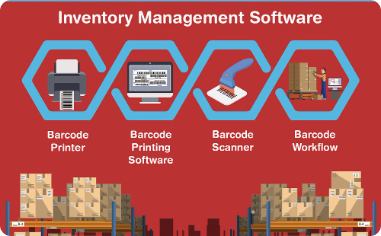 Inventory Management Software
Barcode
Printer
Barcode
Printing
Software
Barcode
Scanner
Barcode
Workflow